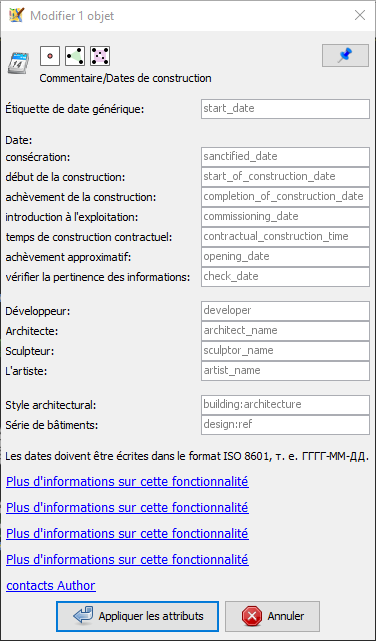 Modifier 1 objet
14
Commentaire/Dates de construction
Étiquette de date générique: start_date
Date:
consécration: sanctified_date
début de la construction: start_of_construction_date
achèvement de la construction: completion_of_construction_date
introduction à l'exploitation: commissioning_date
temps de construction contractuel: contractual_construction_time
achèvement approximatif: opening_date
vérifier la pertinence des informations: check_date
Développeur: developer
Architecte: architect_name
Sculpteur: sculptor_name
L'artiste: artist_name
Style architectural: building:architecture
Série de bâtiments: design:ref
Les dates doivent être écrites dans le format ISO 8601, т. е. ГГГГ-ММ-ДД.
Plus d'informations sur cette fonctionnalité
Plus d'informations sur cette fonctionnalité
Plus d'informations sur cette fonctionnalité
Plus d'informations sur cette fonctionnalité
contacts Author
Appliquer les attributs Annuler